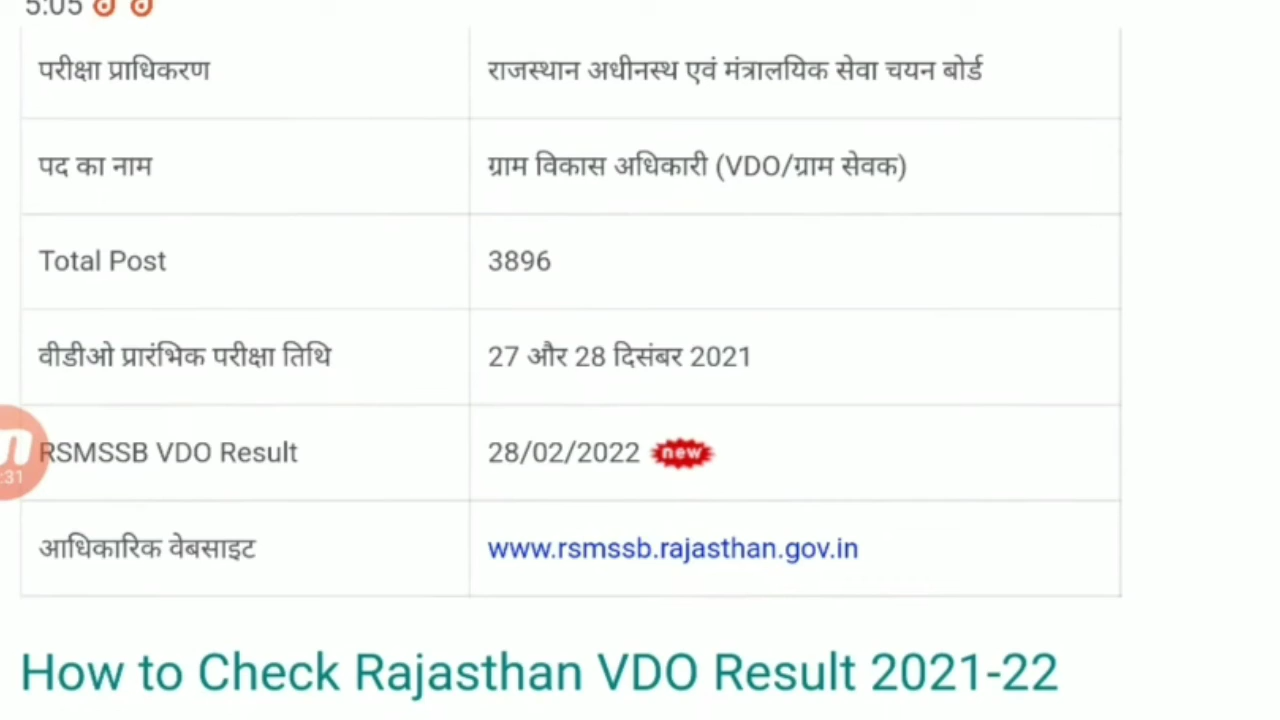 5:05
परीक्षा प्राधिकरण राजस्थान अधीनस्थ एवं मंत्रालयिक सेवा चयन बोर्ड
पद का नाम ग्राम विकास अधिकारी (VDO/ग्राम सेवक)
Total Post 3896
वीडीओ प्रारंभिक परीक्षा तिथि 27 और 28 दिसंबर 2021
RSMSSB VDO Result 28/02/2022 new
:31
आधिकारिक वेबसाइट www.rsmssb.rajasthan.gov.in
How to Check Rajasthan VDO Result 2021-22